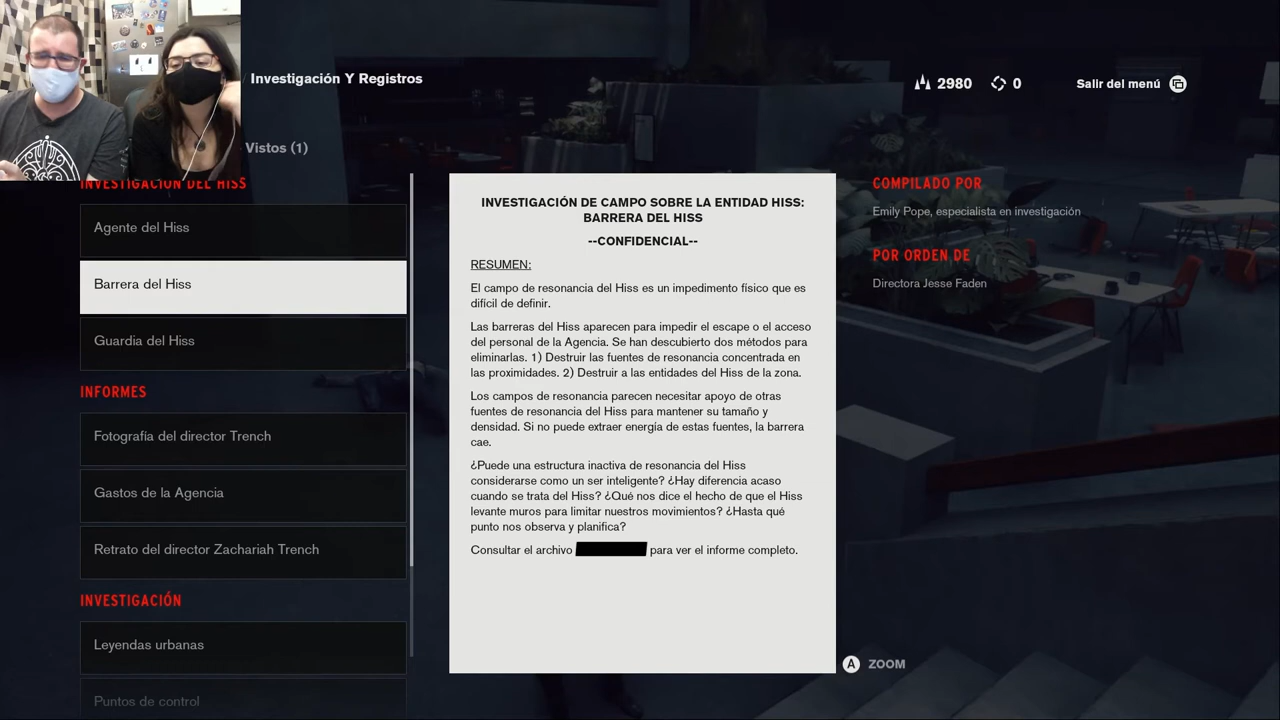 Investigación Y Registros
2980
0
Salir del menú
Vistos (1)
INVESTIGACIÓN DEL HISS
Agente del Hiss
Barrera del Hiss
Guardia del Hiss
INFORMES
Fotografía del director Trench
Gastos de la Agencia
Retrato del director Zachariah Trench
INVESTIGACIÓN
Leyendas urbanas
Puntos de control
INVESTIGACIÓN DE CAMPO SOBRE LA ENTIDAD HISS:
BARRERA DEL HISS
--CONFIDENCIAL--
RESUMEN:
El campo de resonancia del Hiss es un impedimento físico que es
difícil de definir.
Las barreras del Hiss aparecen para impedir el escape o el acceso
del personal de la Agencia. Se han descubierto dos métodos para
eliminarlas. 1) Destruir las fuentes de resonancia concentrada en
las proximidades. 2) Destruir a las entidades del Hiss de la zona.
Los campos de resonancia parecen necesitar apoyo de otras
fuentes de resonancia del Hiss para mantener su tamaño y
densidad. Si no puede extraer energía de estas fuentes, la barrera
cae.
¿Puede una estructura inactiva de resonancia del Hiss
considerarse como un ser inteligente? ¿Hay diferencia acaso
cuando se trata del Hiss? ¿Qué nos dice el hecho de que el Hiss
levante muros para limitar nuestros movimientos? ¿Hasta qué
punto nos observa y planifica?
Consultar el archivo para ver el informe completo.
COMPILADO POR
Emily Pope, especialista en investigación
POR ORDEN DE
Directora Jesse Faden
A ZOOM